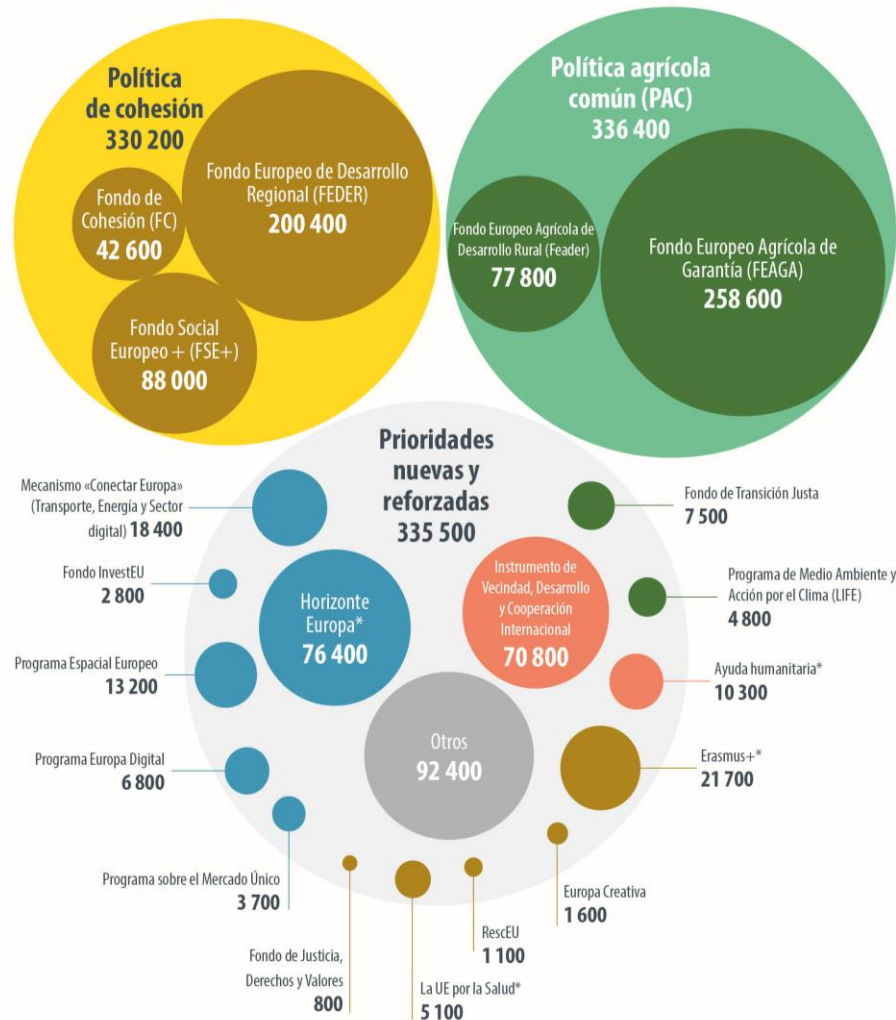 Política
de cohesión
330 200
Fondo Europeo de Desarrollo
Regional (FEDER)
200 400
Fondo de
Cohesión (FC)
42 600
Fondo Social
Europeo + (FSE+)
88 000
Política agrícola
común (PAC)
336 400
Fondo Europeo Agrícola de
Desarrollo Rural (Feader)
77 800
Fondo Europeo Agrícola de
Garantía (FEAGA)
258 600
Prioridades
nuevas y
reforzadas
335 500
Mecanismo «Conectar Europa»
(Transporte, Energía y Sector
digital) 18 400
Fondo InvestEU
2 800
Horizonte
Europa*
76 400
Programa Espacial Europeo
13 200
Programa Europa Digital
6 800
Programa sobre el Mercado Único
3 700
Instrumento de
Vecindad, Desarrollo
y Cooperación
Internacional
70 800
Otros
92 400
Fondo de Transición Justa
7 500
Programa de Medio Ambiente y
Acción por el Clima (LIFE)
4 800
Ayuda humanitaria*
10 300
Erasmus+*
21 700
Europa Creativa
1 600
RescEU
1 100
La UE por la Salud*
5 100
Fondo de Justicia,
Derechos y Valores
800